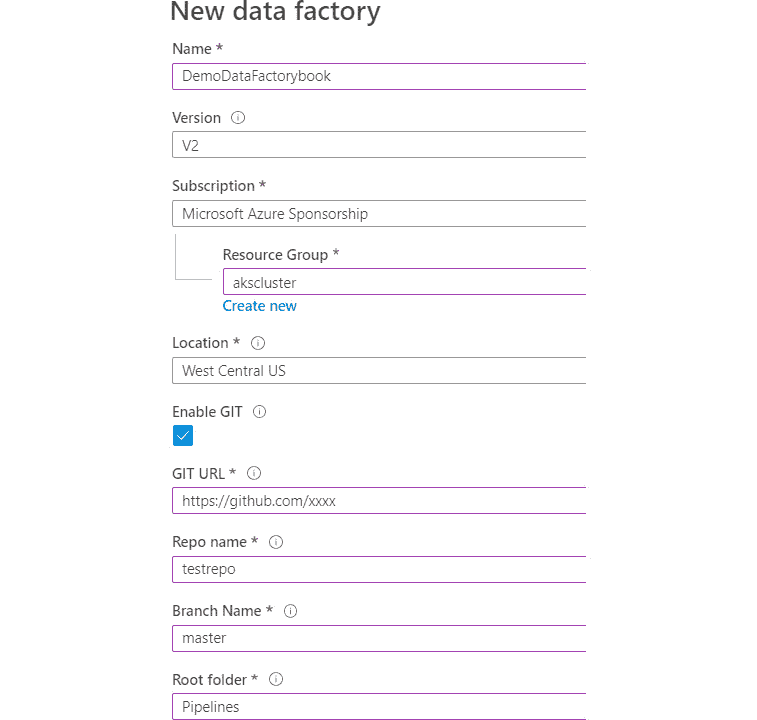 New data factory
Name *
DemoDataFactorybook
Version
V2
Subscription *
Microsoft Azure Sponsorship
Resource Group *
akscluster
Create new
Location *
West Central US
Enable GIT
GIT URL *
https://github.com/xxxx
Repo name *
testrepo
Branch Name *
master
Root folder *
Pipelines